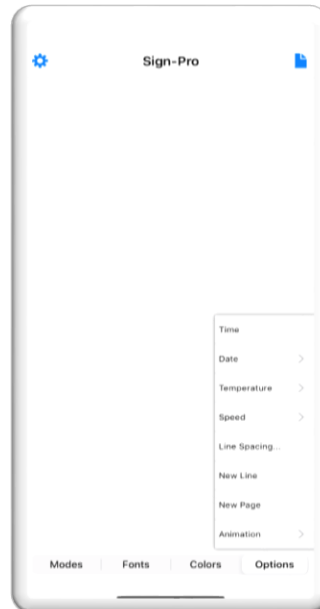 Sign-Pro
Time
Date
Temperature
Speed
Line Spacing...
New Line
New Page
Animation
Modes Fonts Colors Options